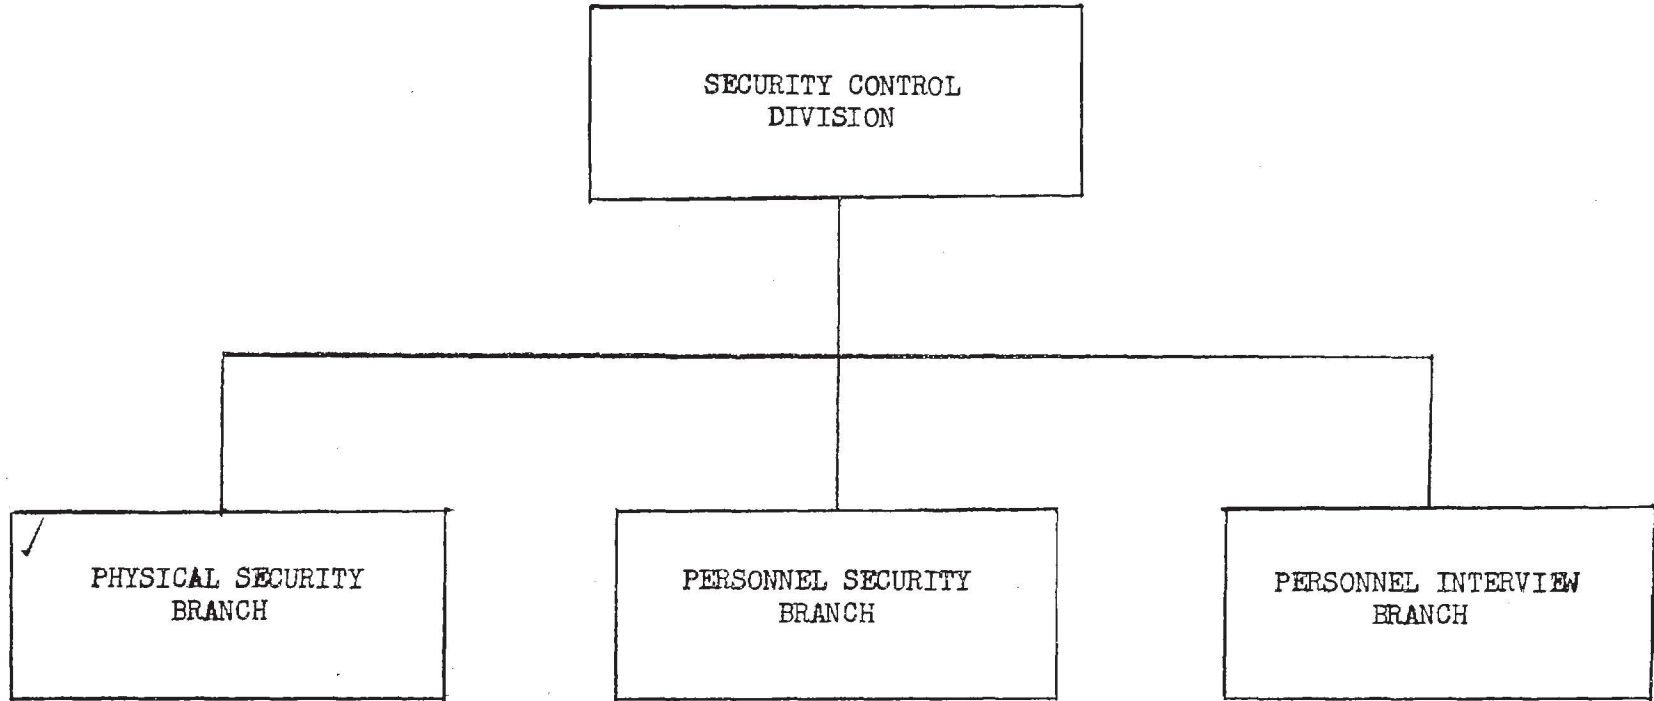 SECURITY CONTROL
DIVISION
PHYSICAL SECURITY
BRANCH
PERSONNEL SECURITY
BRANCH
PERSONNEL INTERVIEW
BRANCH